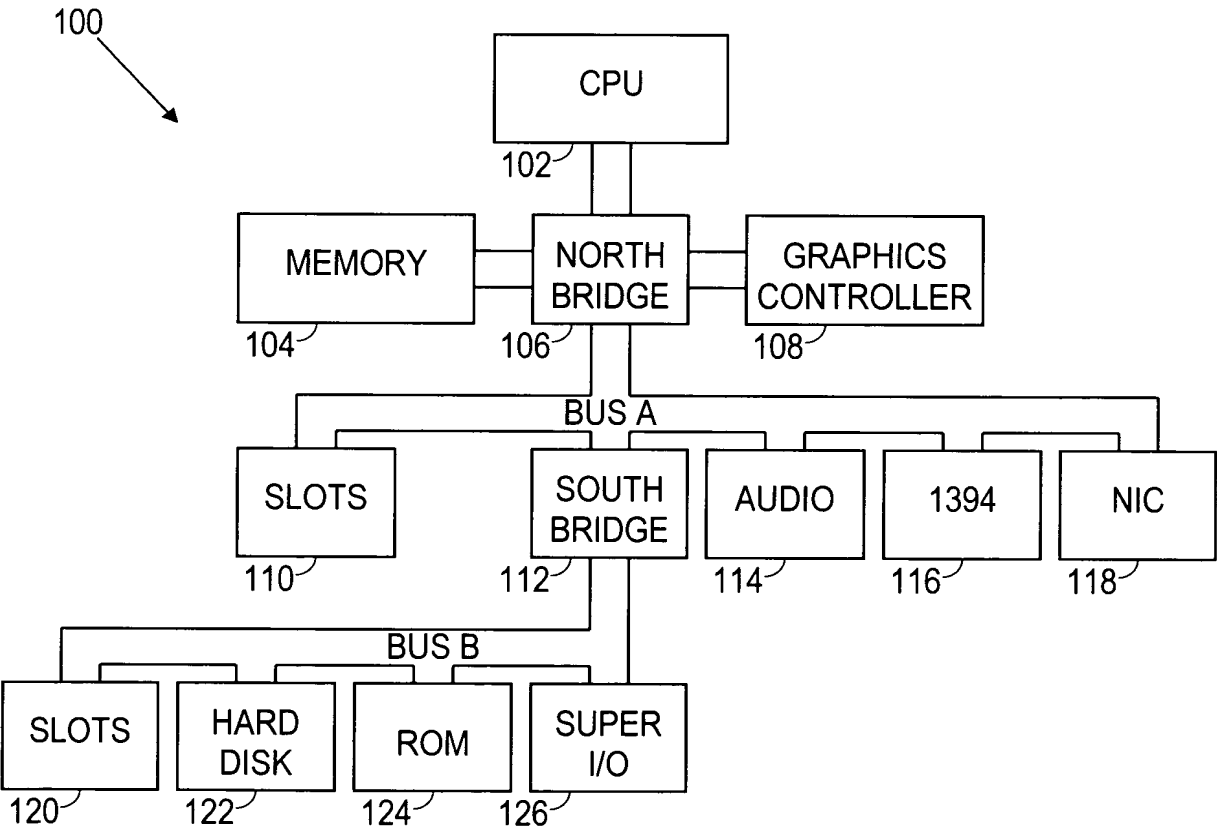 100
CPU
102
MEMORY
104
NORTH
BRIDGE
106
GRAPHICS
CONTROLLER
108
BUS A
SLOTS
110
SOUTH
BRIDGE
112
AUDIO
114
1394
116
NIC
118
BUS B
SLOTS
120
HARD
DISK
122
ROM
124
SUPER
I/O
126